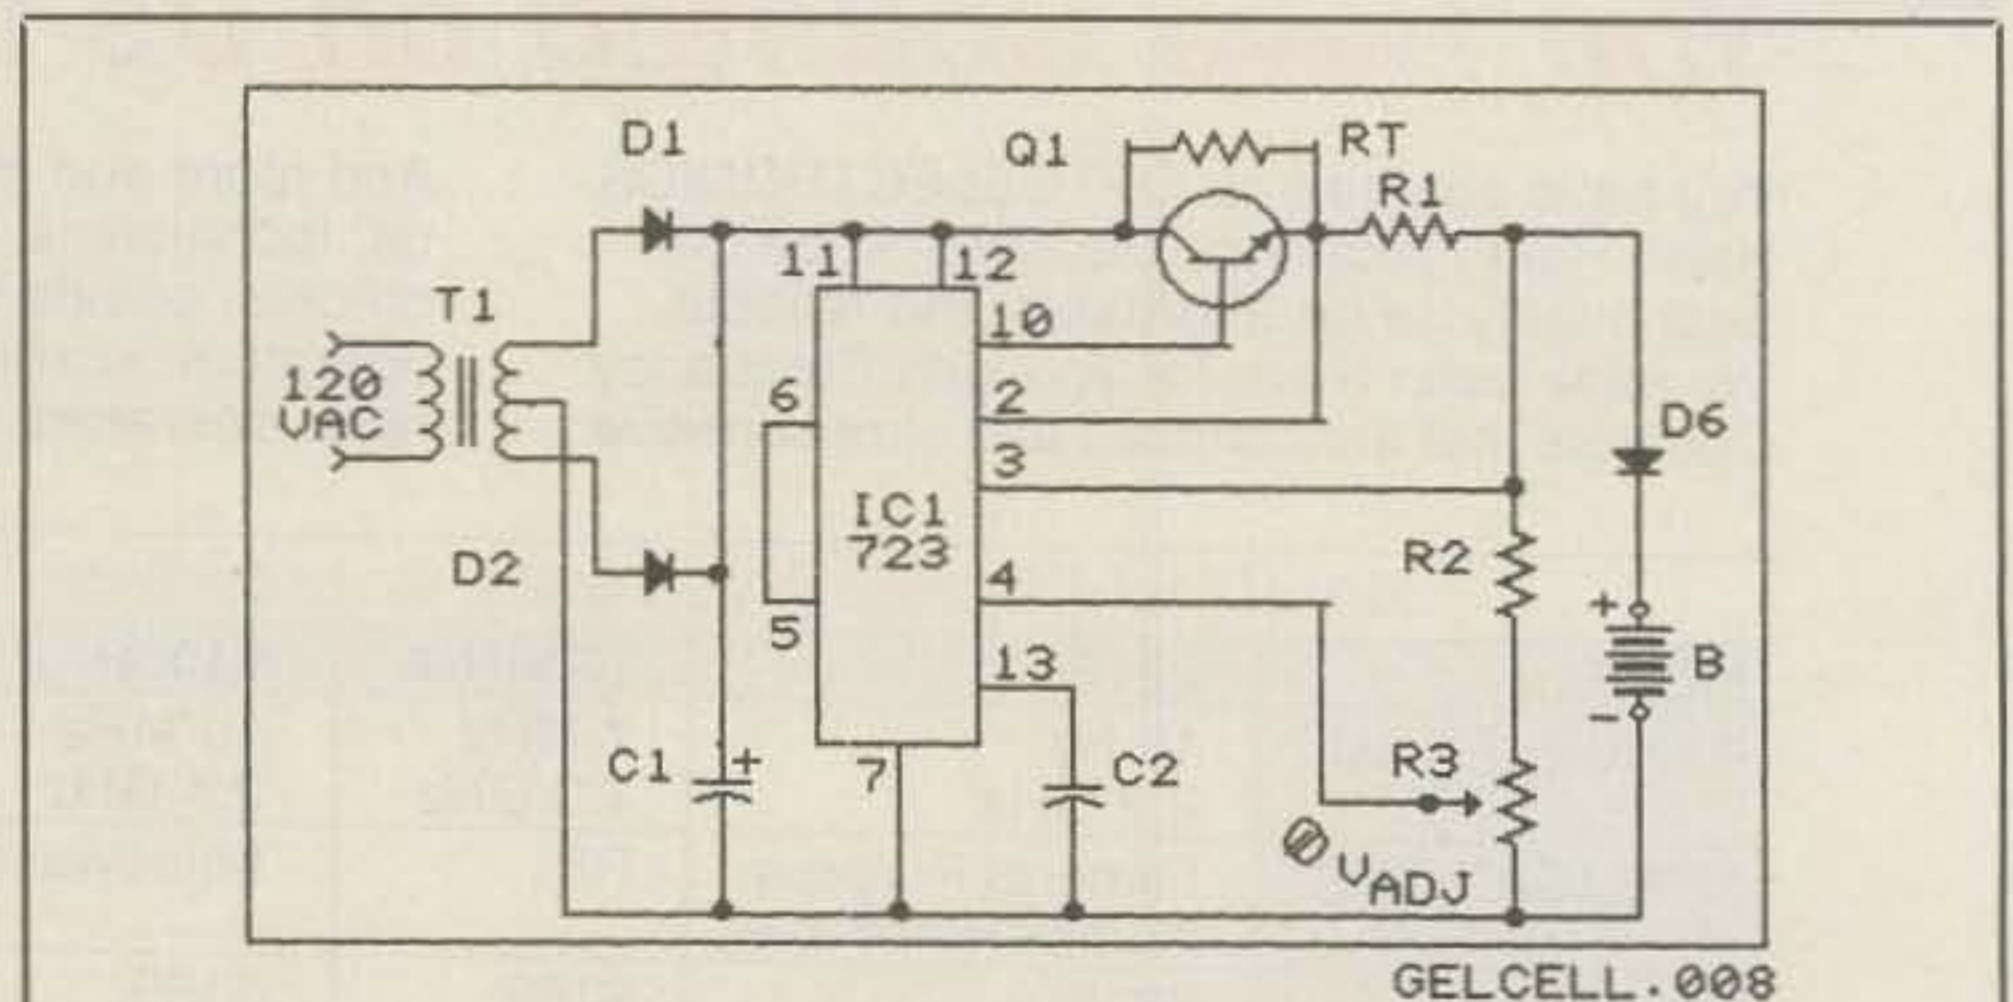 D1
Q1
RT
R1
11
12
T1
10
120
VAC
6
2
D6
3
IC1
723
R2
D2
4
5
+
13
B
-
C1
+
7
C2
R3
VADJ
GELCELL.008